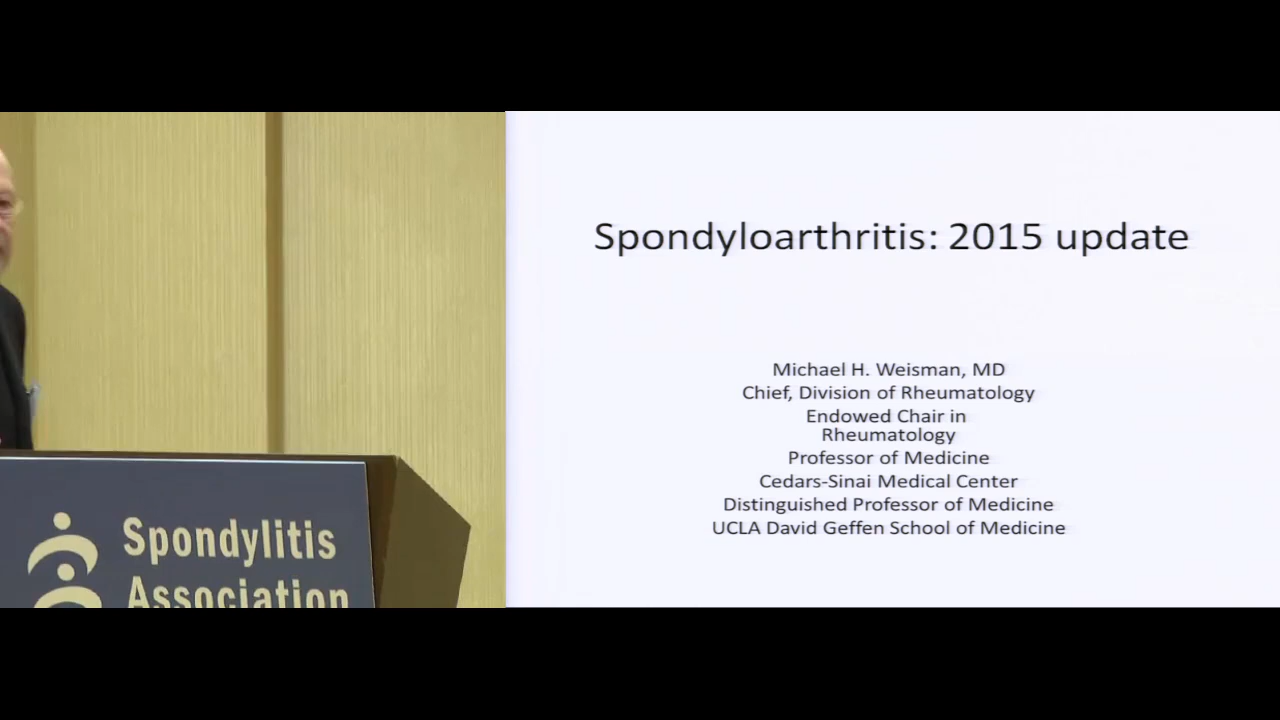 Spondyloarthritis: 2015 update
Michael H. Weisman, MD
Chief, Division of Rheumatology
Endowed Chair in
Rheumatology
Professor of Medicine
Cedars-Sinai Medical Center
Distinguished Professor of Medicine
UCLA David Geffen School of Medicine
Spondylitis
Association